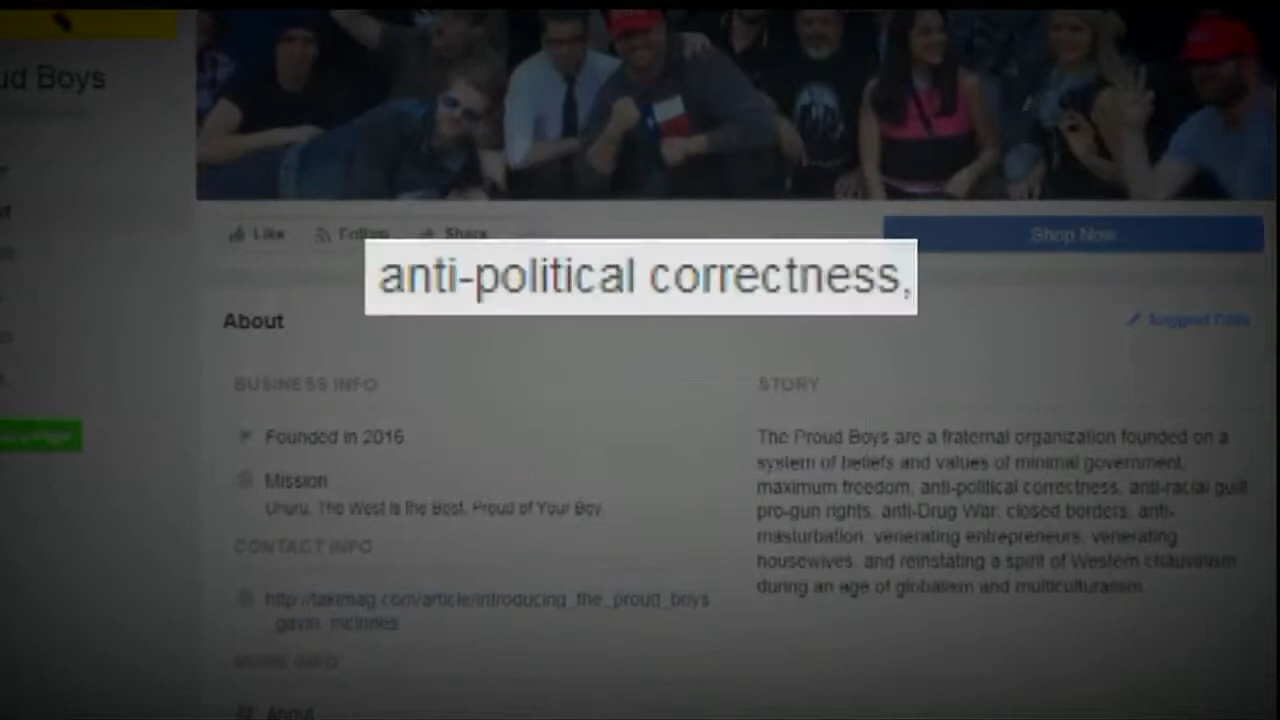 ud Boys
Like Follow Share
Shop Now
anti-political correctness,
About
Suggest Edits
BUSINESS INFO
Founded in 2016
Mission
Uhuru. The West is the Best. Proud of Your Boy.
CONTACT INFO
http://takimag.com/article/introducing_the_proud_boys
_gavin_mcinnes
MORE INFO
About
STORY
The Proud Boys are a fraternal organization founded on a
system of beliefs and values of minimal government,
maximum freedom, anti-political correctness, anti-racial guilt,
pro-gun rights, anti-Drug War, closed borders, anti-
masturbation, venerating entrepreneurs, venerating
housewives, and reinstating a spirit of Western chauvinism
during an age of globalism and multiculturalism.